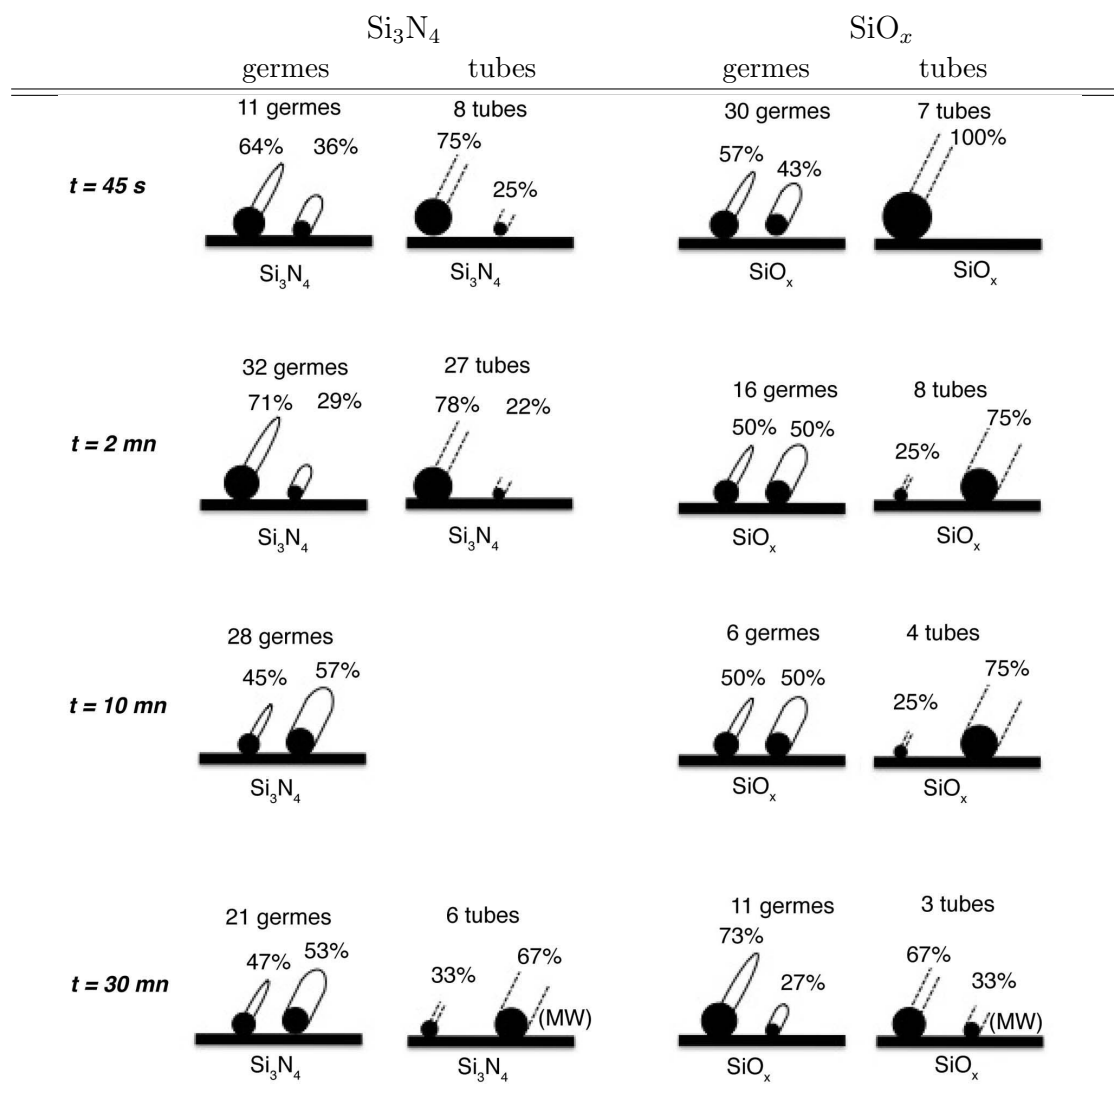 Si₃N₄ SiOₓ
germes tubes germes tubes
11 germes 8 tubes 30 germes 7 tubes
64% 36% 75% 25% 57% 43% 100%
t = 45 s
Si₃N₄ Si₃N₄ SiOₓ SiOₓ
32 germes 27 tubes 16 germes 8 tubes
71% 29% 78% 22% 50% 50% 25% 75%
t = 2 mn
Si₃N₄ Si₃N₄ SiOₓ SiOₓ
28 germes 6 germes 4 tubes
45% 57% 50% 50% 25% 75%
t = 10 mn
Si₃N₄ SiOₓ SiOₓ
21 germes 6 tubes 11 germes 3 tubes
47% 53% 33% 67% 73% 27% 67% 33%
t = 30 mn (MW) (MW)
Si₃N₄ Si₃N₄ SiOₓ SiOₓ